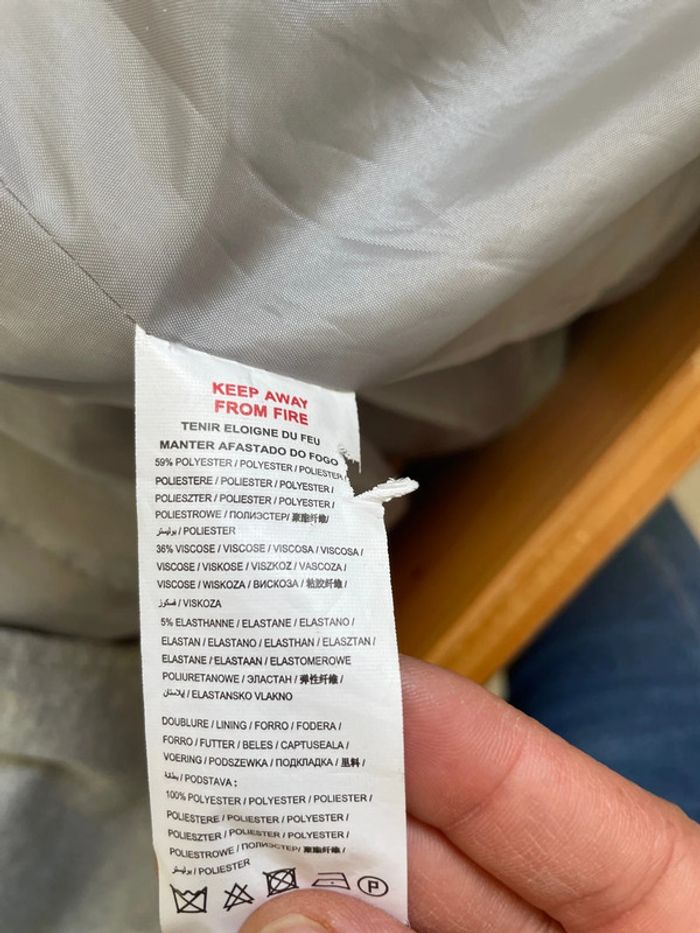 KEEP AWAY
FROM FIRE
TENIR ELOIGNE DU FEU
MANTER AFASTADO DO FOGO
59% POLYESTER / POLYESTER / POLIESTER /
POLIESTERE / POLIESTER / POLYESTER /
POLIESZTER / POLIESTER / POLYESTER /
POLIESTROWE / ПОЛИЭСТЕР/ 聚酯纤维/
بوليستر / POLIESTER
36% VISCOSE / VISCOSE / VISCOSA / VISCOSA /
VISCOSE / VISKOSE / VISZKOZ / VASCOZA /
VISCOSE / WISKOZA / ВИСКОЗА / 粘胶纤维 /
فسكوز / VISKOZA
5% ELASTHANNE / ELASTANE / ELASTANO /
ELASTAN / ELASTANO / ELASTHAN / ELASZTAN /
ELASTANE / ELASTAAN / ELASTOMEROWE
POLIURETANOWE / ЭЛАСТАН / 弹性纤维 /
إيلاستان / ELASTANSKO VLAKNO
DOUBLURE / LINING / FORRO / FODERA /
FORRO / FUTTER / BELES / CAPTUSEALA /
VOERING / PODSZEWKA / ПОДКЛАДКА / 里料 /
بطانة / PODSTAVA :
100% POLYESTER / POLYESTER / POLIESTER /
POLIESTERE / POLIESTER / POLYESTER /
POLIESZTER / POLIESTER / POLYESTER /
POLIESTROWE / ПОЛИЭСТЕР/ 聚酯纤维/
بوليستر / POLIESTER
P